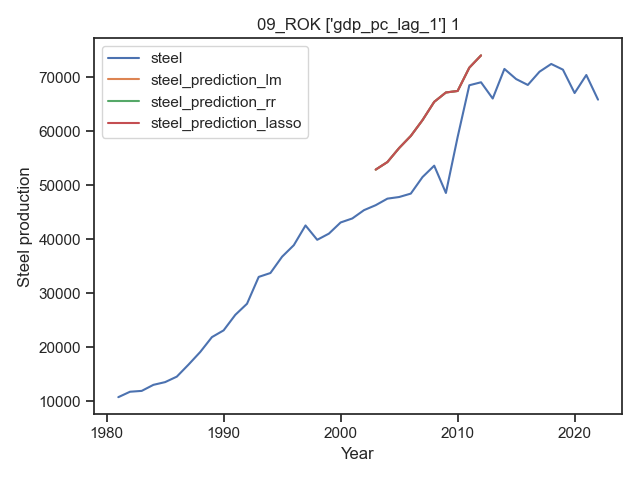 09_ROK ['gdp_pc_lag_1'] 1
steel
steel_prediction_lm
steel_prediction_rr
steel_prediction_lasso
Steel production
70000
60000
50000
40000
30000
20000
10000
1980 1990 2000 2010 2020
Year